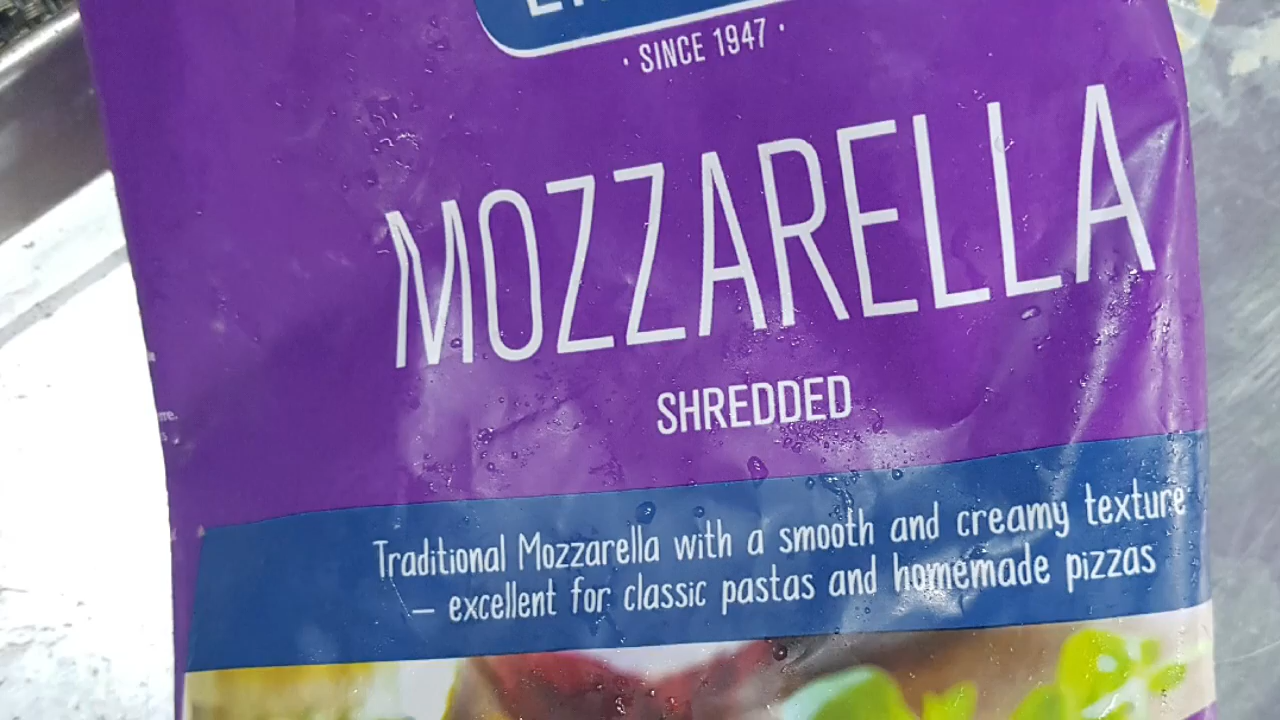 · SINCE 1947 ·
MOZZARELLA
SHREDDED
Traditional Mozzarella with a smooth and creamy texture
– excellent for classic pastas and homemade pizzas